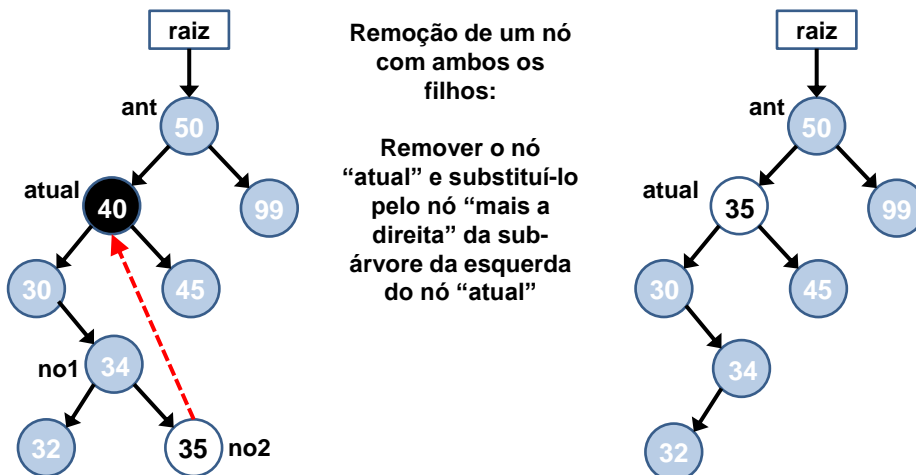 raiz
ant
50
atual
40
99
30
45
no1
34
32
35
no2
Remoção de um nó
com ambos os
filhos:
Remover o nó
“atual” e substituí-lo
pelo nó “mais a
direita” da sub-
árvore da esquerda
do nó “atual”
raiz
ant
50
atual
35
99
30
45
34
32